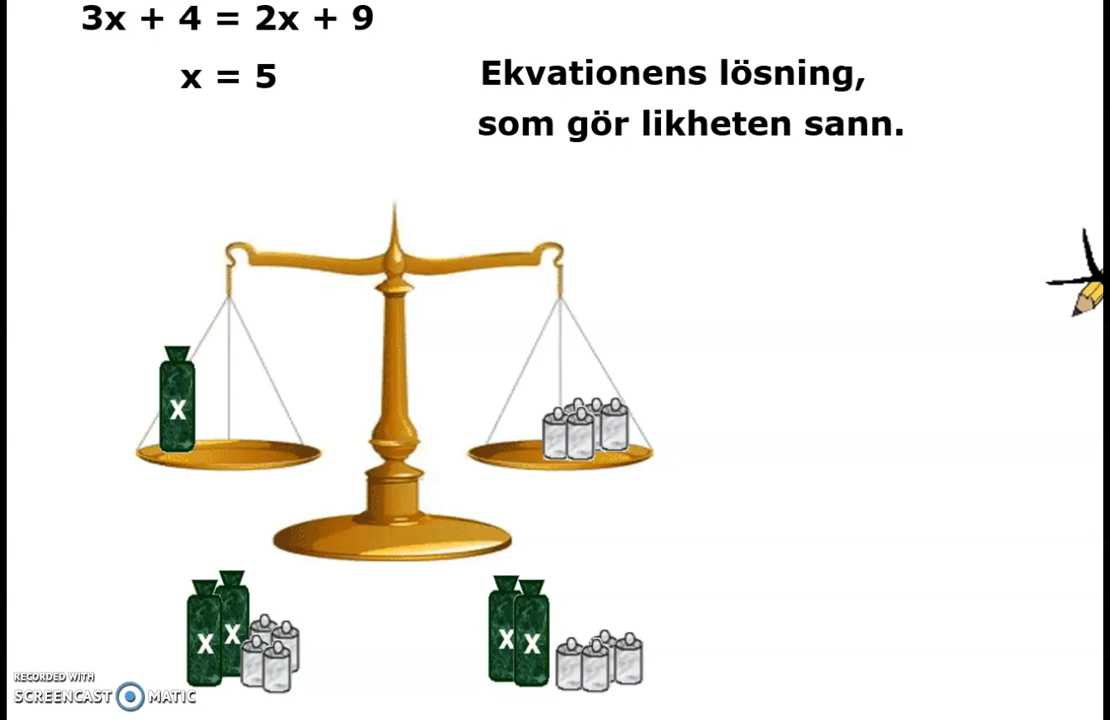 3x + 4 = 2x + 9
x = 5
Ekvationens lösning,
som gör likheten sann.
X
X X
X X
RECORDED WITH
SCREENCAST MATIC